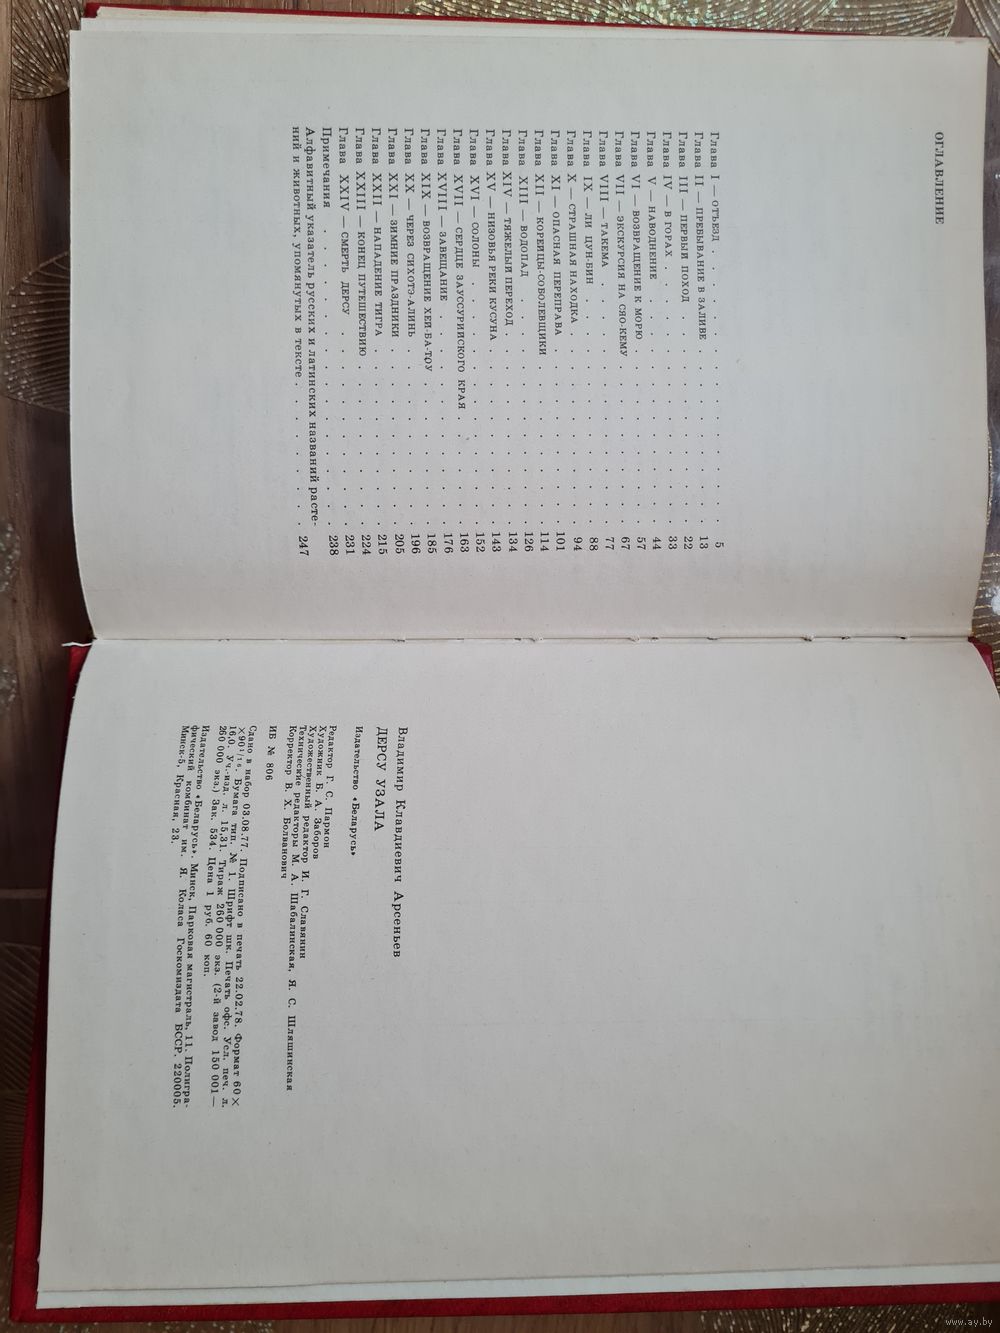 ОГЛАВЛЕНИЕ
Глава I — ОТЪЕЗД . . . . . . . . . . . . . . 5
Глава II — ПРЕБЫВАНИЕ В ЗАЛИВЕ . . . . . . . . . 13
Глава III — ПЕРВЫЙ ПОХОД . . . . . . . . . . . 22
Глава IV — В ГОРАХ . . . . . . . . . . . . . 33
Глава V — НАВОДНЕНИЕ . . . . . . . . . . . . 44
Глава VI — ВОЗВРАЩЕНИЕ К МОРЮ . . . . . . . . . 57
Глава VII — ЭКСКУРСИЯ НА СЯО-КЕМУ . . . . . . . . 67
Глава VIII — ТАКЕМА . . . . . . . . . . . . . 77
Глава IX — ЛИ ЦУН-БИН . . . . . . . . . . . . 88
Глава X — СТРАШНАЯ НАХОДКА . . . . . . . . . . 94
Глава XI — ОПАСНАЯ ПЕРЕПРАВА . . . . . . . . . . 101
Глава XII — КОРЕЙЦЫ-СОБОЛЕВЩИКИ . . . . . . . . . 114
Глава XIII — ВОДОПАД . . . . . . . . . . . . 126
Глава XIV — ТЯЖЕЛЫЙ ПЕРЕХОД . . . . . . . . . . 134
Глава XV — НИЗОВЬЯ РЕКИ КУСУНА . . . . . . . . . 143
Глава XVI — СОЛОНЫ . . . . . . . . . . . . . 152
Глава XVII — СЕРДЦЕ ЗАУССУРИЙСКОГО КРАЯ . . . . . . 163
Глава XVIII — ЗАВЕЩАНИЕ . . . . . . . . . . . 176
Глава XIX — ВОЗВРАЩЕНИЕ ХЕЙ-БА-ТОУ . . . . . . . . 185
Глава XX — ЧЕРЕЗ СИХОТЭ-АЛИНЬ . . . . . . . . . 196
Глава XXI — ЗИМНИЕ ПРАЗДНИКИ . . . . . . . . . . 205
Глава XXII — НАПАДЕНИЕ ТИГРА . . . . . . . . . . 215
Глава XXIII — КОНЕЦ ПУТЕШЕСТВИЮ . . . . . . . . . 224
Глава XXIV — СМЕРТЬ ДЕРСУ . . . . . . . . . . . 231
Примечания . . . . . . . . . . . . . . . . 238
Алфавитный указатель русских и латинских названий расте-
ний и животных, упомянутых в тексте . . . . . . . . 247
Владимир Клавдиевич Арсеньев
ДЕРСУ УЗАЛА
Издательство «Беларусь»
Редактор Г. С. Пармон
Художник Б. А. Заборов
Художественный редактор И. Г. Славянин
Технические редакторы М. А. Шабалинская, Я. С. Шляшинская
Корректор В. Х. Болванович
ИБ № 806
Сдано в набор 03.08.77. Подписано в печать 22.02.78. Формат 60×
×90¹/₁₆. Бумага тип. № 1. Шрифт шк. Печать офс. Усл. печ. л.
16,0. Уч.-изд. л. 15,31. Тираж 260 000 экз. (2-й завод 150 001—
260 000 экз.) Зак. 534. Цена 1 руб. 60 коп.
Издательство «Беларусь». Минск, Парковая магистраль, 11. Полигра-
фический комбинат им. Я. Коласа Госкомиздата БССР. 220005.
Минск-5, Красная, 23.
www.ay.by